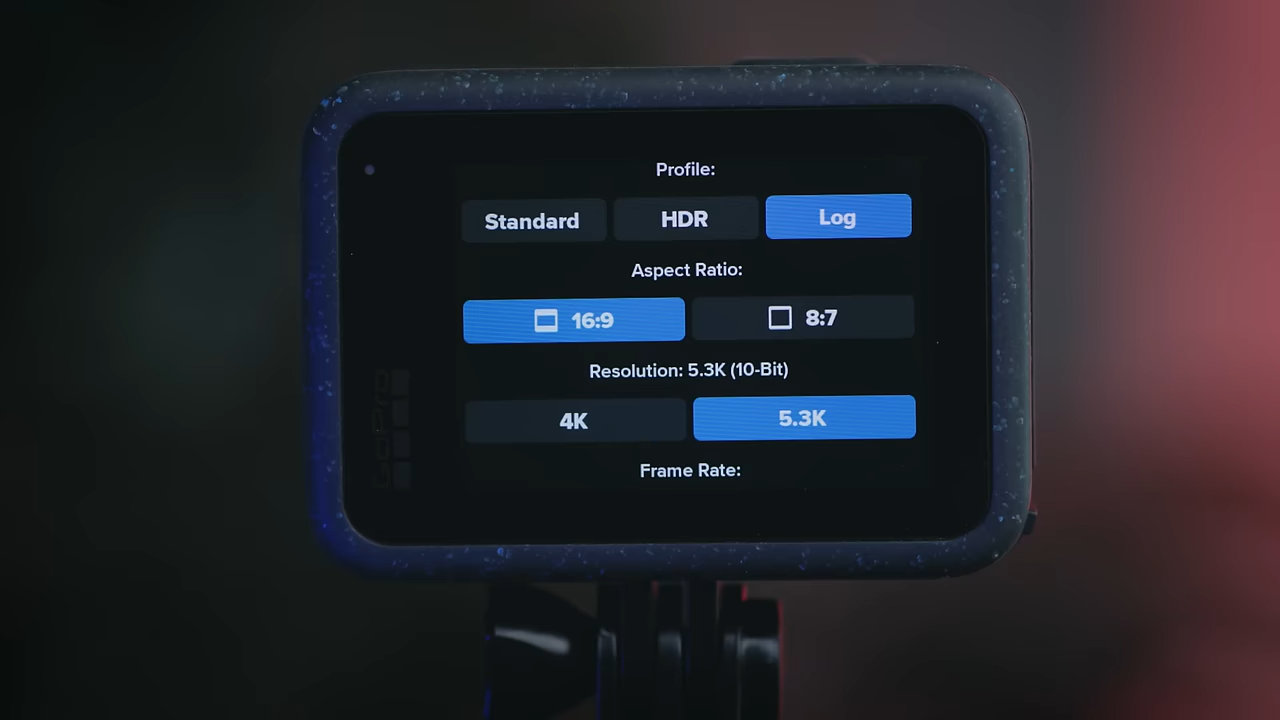 Profile:
Standard HDR Log
Aspect Ratio:
16:9 8:7
Resolution: 5.3K (10-Bit)
4K 5.3K
Frame Rate:
GoPro